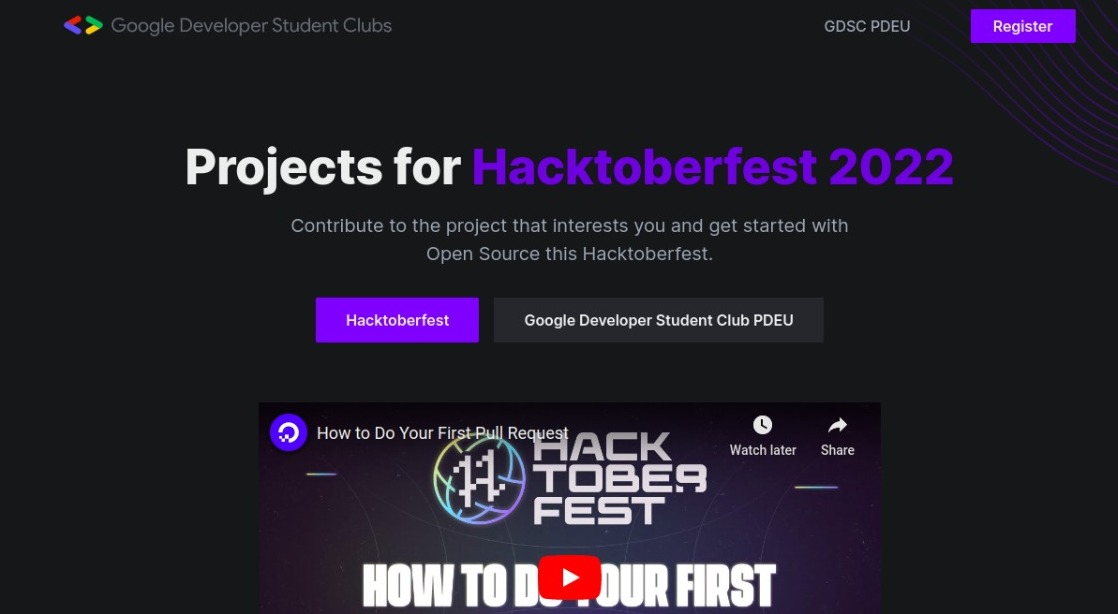 Google Developer Student Clubs
GDSC PDEU
Register
Projects for Hacktoberfest 2022
Contribute to the project that interests you and get started with
Open Source this Hacktoberfest.
Hacktoberfest
Google Developer Student Club PDEU
How to Do Your First Pull Request
Watch later
Share
HACK
TOBER
FEST
HOW TO DO YOUR FIRST